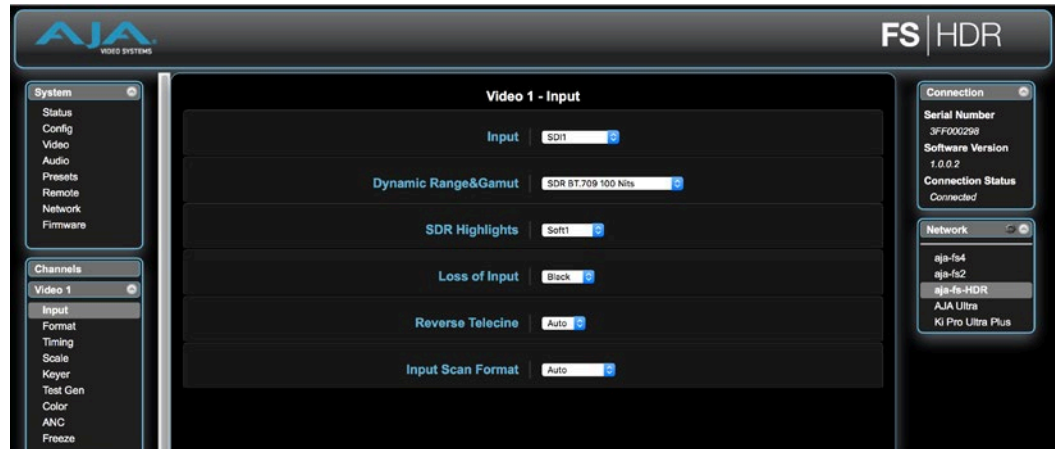 AJA
VIDEO SYSTEMS
FS|HDR
System
Status
Config
Video
Audio
Presets
Remote
Network
Firmware
Channels
Video 1
Input
Format
Timing
Scale
Keyer
Test Gen
Color
ANC
Freeze
Video 1 - Input
Input SDI1
Dynamic Range&Gamut SDR BT.709 100 Nits
SDR Highlights Soft1
Loss of Input Black
Reverse Telecine Auto
Input Scan Format Auto
Connection
Serial Number
3FF000298
Software Version
1.0.0.2
Connection Status
Connected
Network
aja-fs4
aja-fs2
aja-fs-HDR
AJA Ultra
Ki Pro Ultra Plus